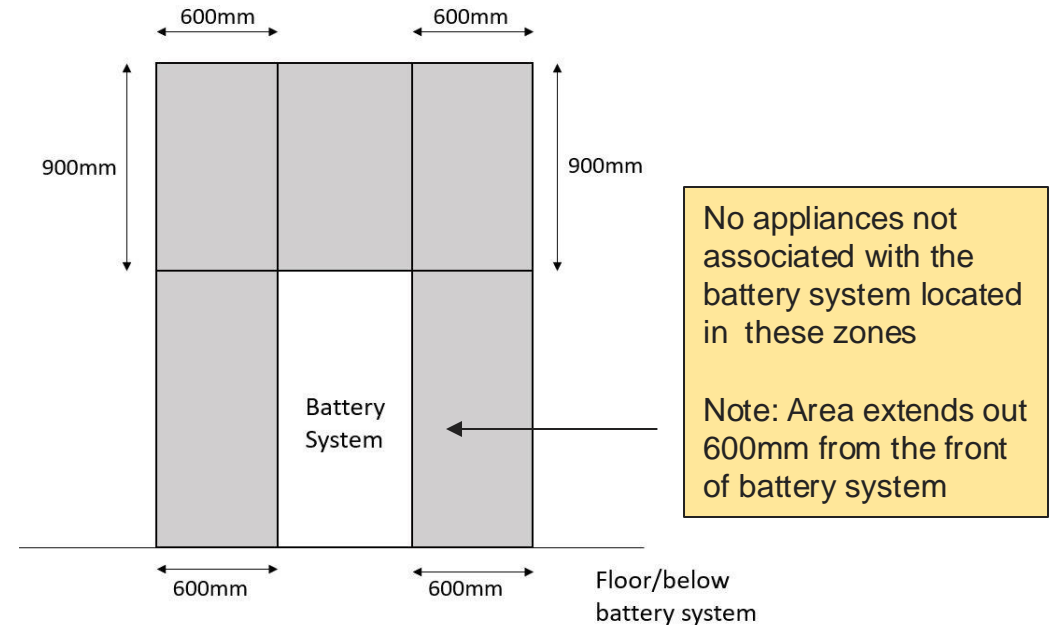 600mm
600mm
900mm
900mm
No appliances not
associated with the
battery system located
in these zones
Note: Area extends out
600mm from the front
of battery system
Battery
System
600mm
600mm
Floor/below
battery system